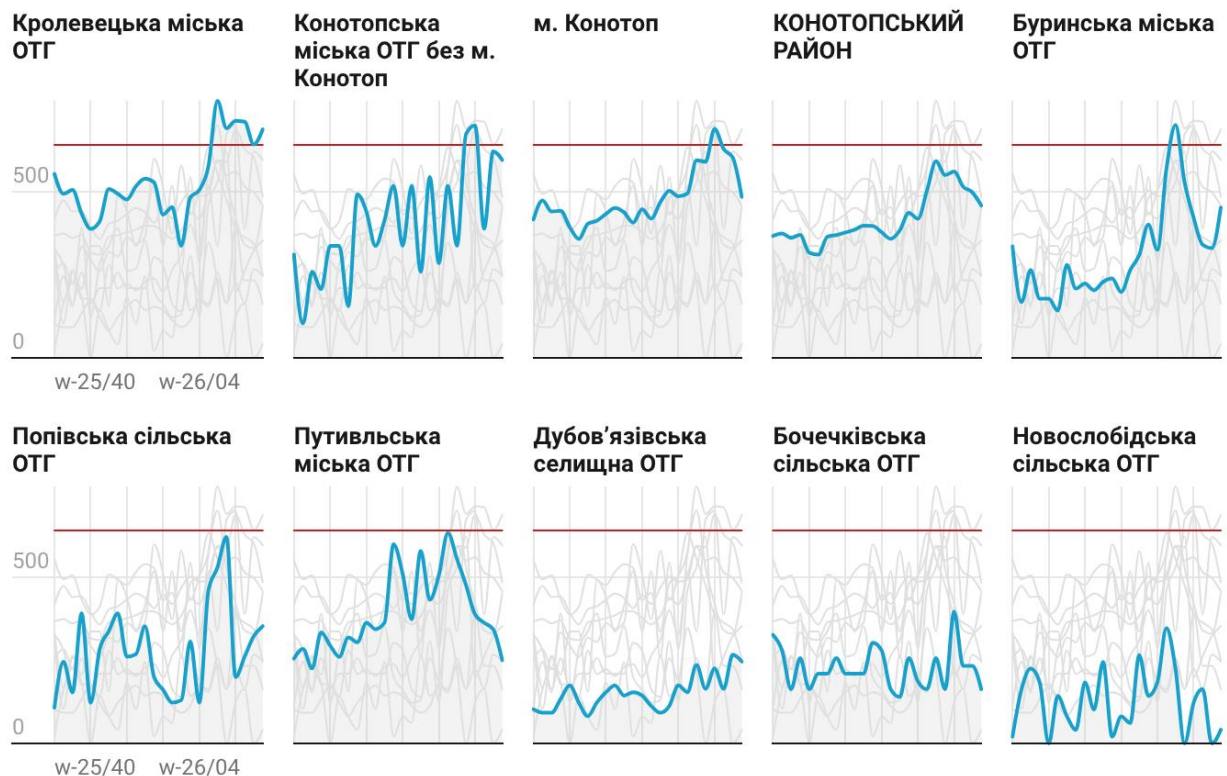 Кролевецька міська
ОТГ
Конотопська
міська ОТГ без м.
Конотоп
м. Конотоп
КОНОТОПСЬКИЙ
РАЙОН
Буринська міська
ОТГ
500
0
w-25/40 w-26/04
Попівська сільська
ОТГ
Путивльська
міська ОТГ
Дубов’язівська
селищна ОТГ
Бочечківська
сільська ОТГ
Новослобідська
сільська ОТГ
500
0
w-25/40 w-26/04